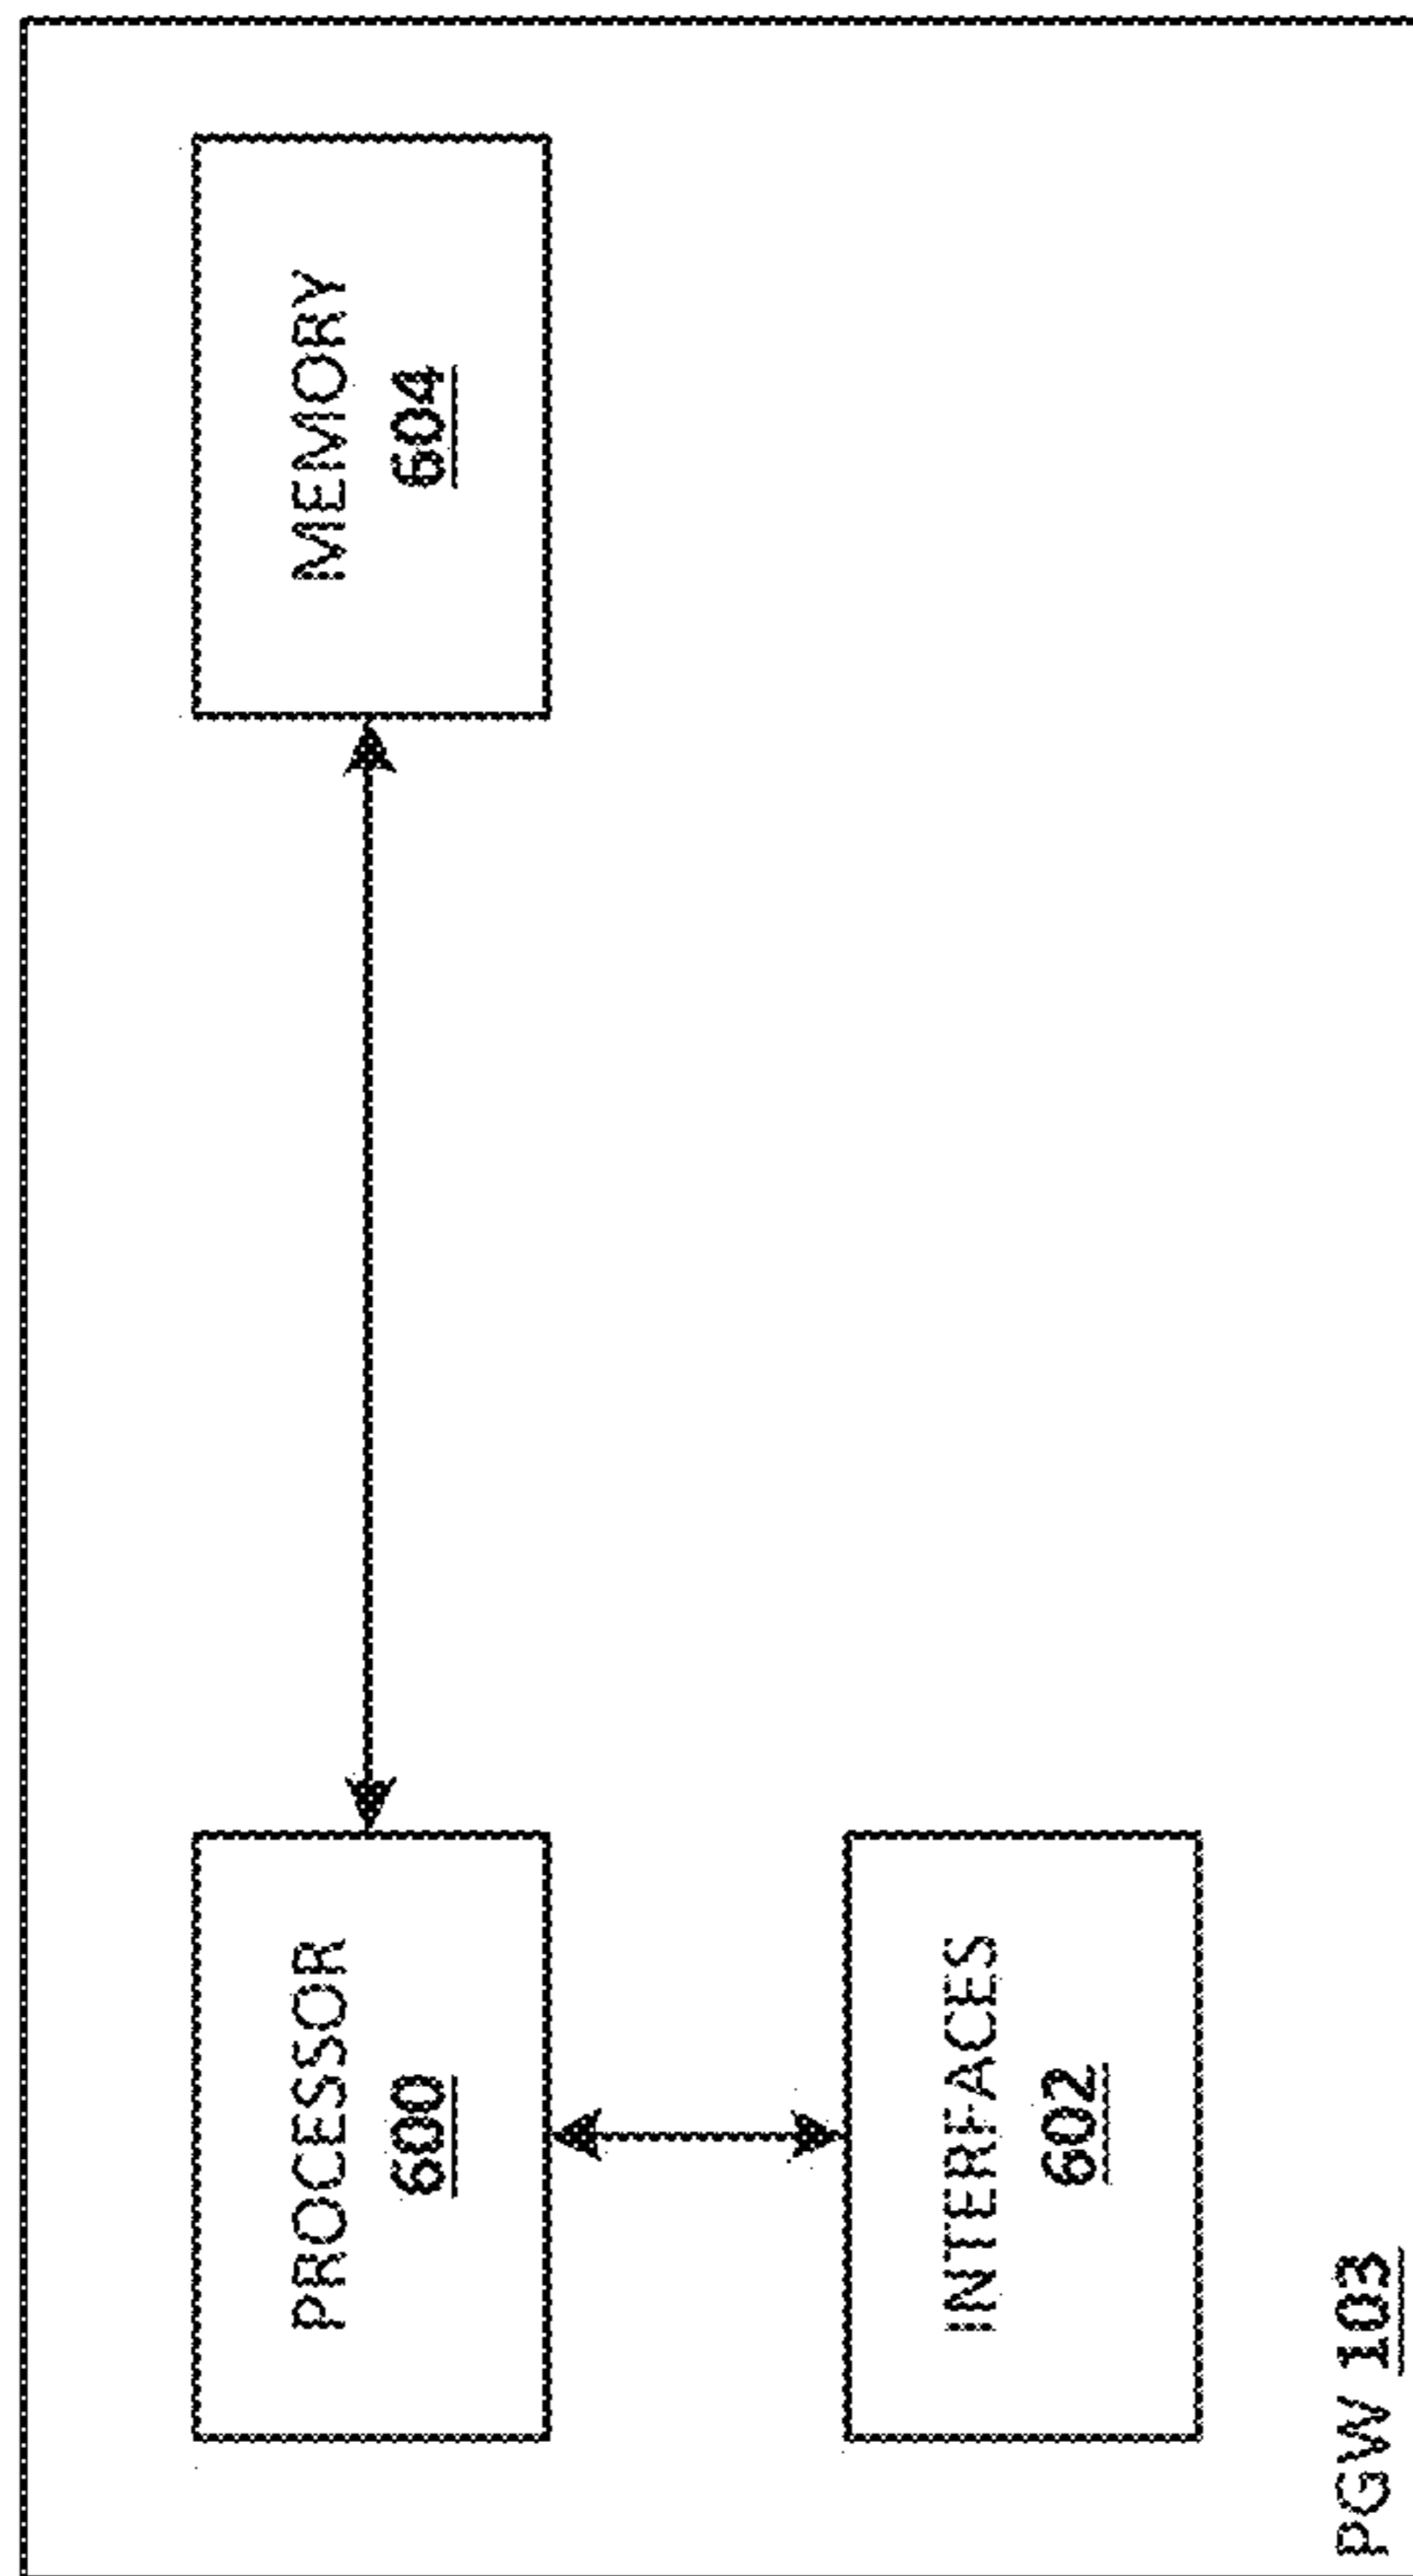 PROCESSOR
600
MEMORY
604
INTERFACES
602
PGW 103